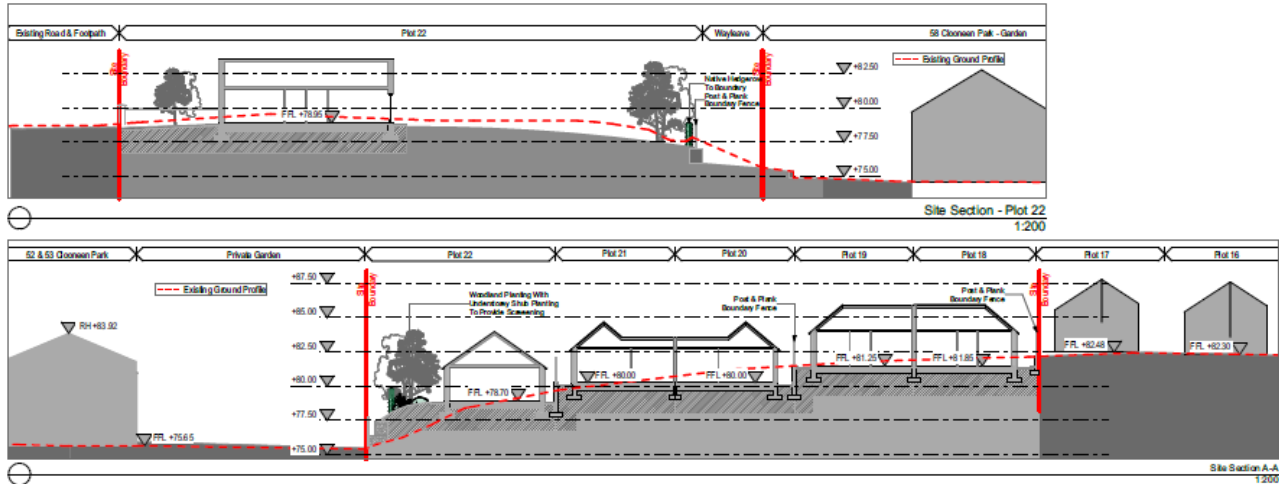 Existing Road & Footpath
Plot 22
Wayleave
58 Clooneen Park - Garden
Site
Boundary
Site
Boundary
Existing Ground Profile
+82.50
+80.00
+77.50
+75.00
Native Hedgerow
To Boundary
Post & Plank
Boundary Fence
FFL +78.95
Site Section - Plot 22
1:200
52 & 53 Clooneen Park
Private Garden
Plot 22
Plot 21
Plot 20
Plot 19
Plot 18
Plot 17
Plot 16
+87.50
+85.00
+82.50
+80.00
+77.50
+75.00
Site
Boundary
Site
Boundary
Existing Ground Profile
Woodland Planting With
Understorey Shub Planting
To Provide Screening
Post & Plank
Boundary Fence
Post & Plank
Boundary Fence
RH +83.92
FFL +75.65
FFL +78.70
FFL +80.00
FFL +80.00
FFL +81.25
FFL +81.85
FFL +82.48
FFL +82.30
Site Section A-A
1:200